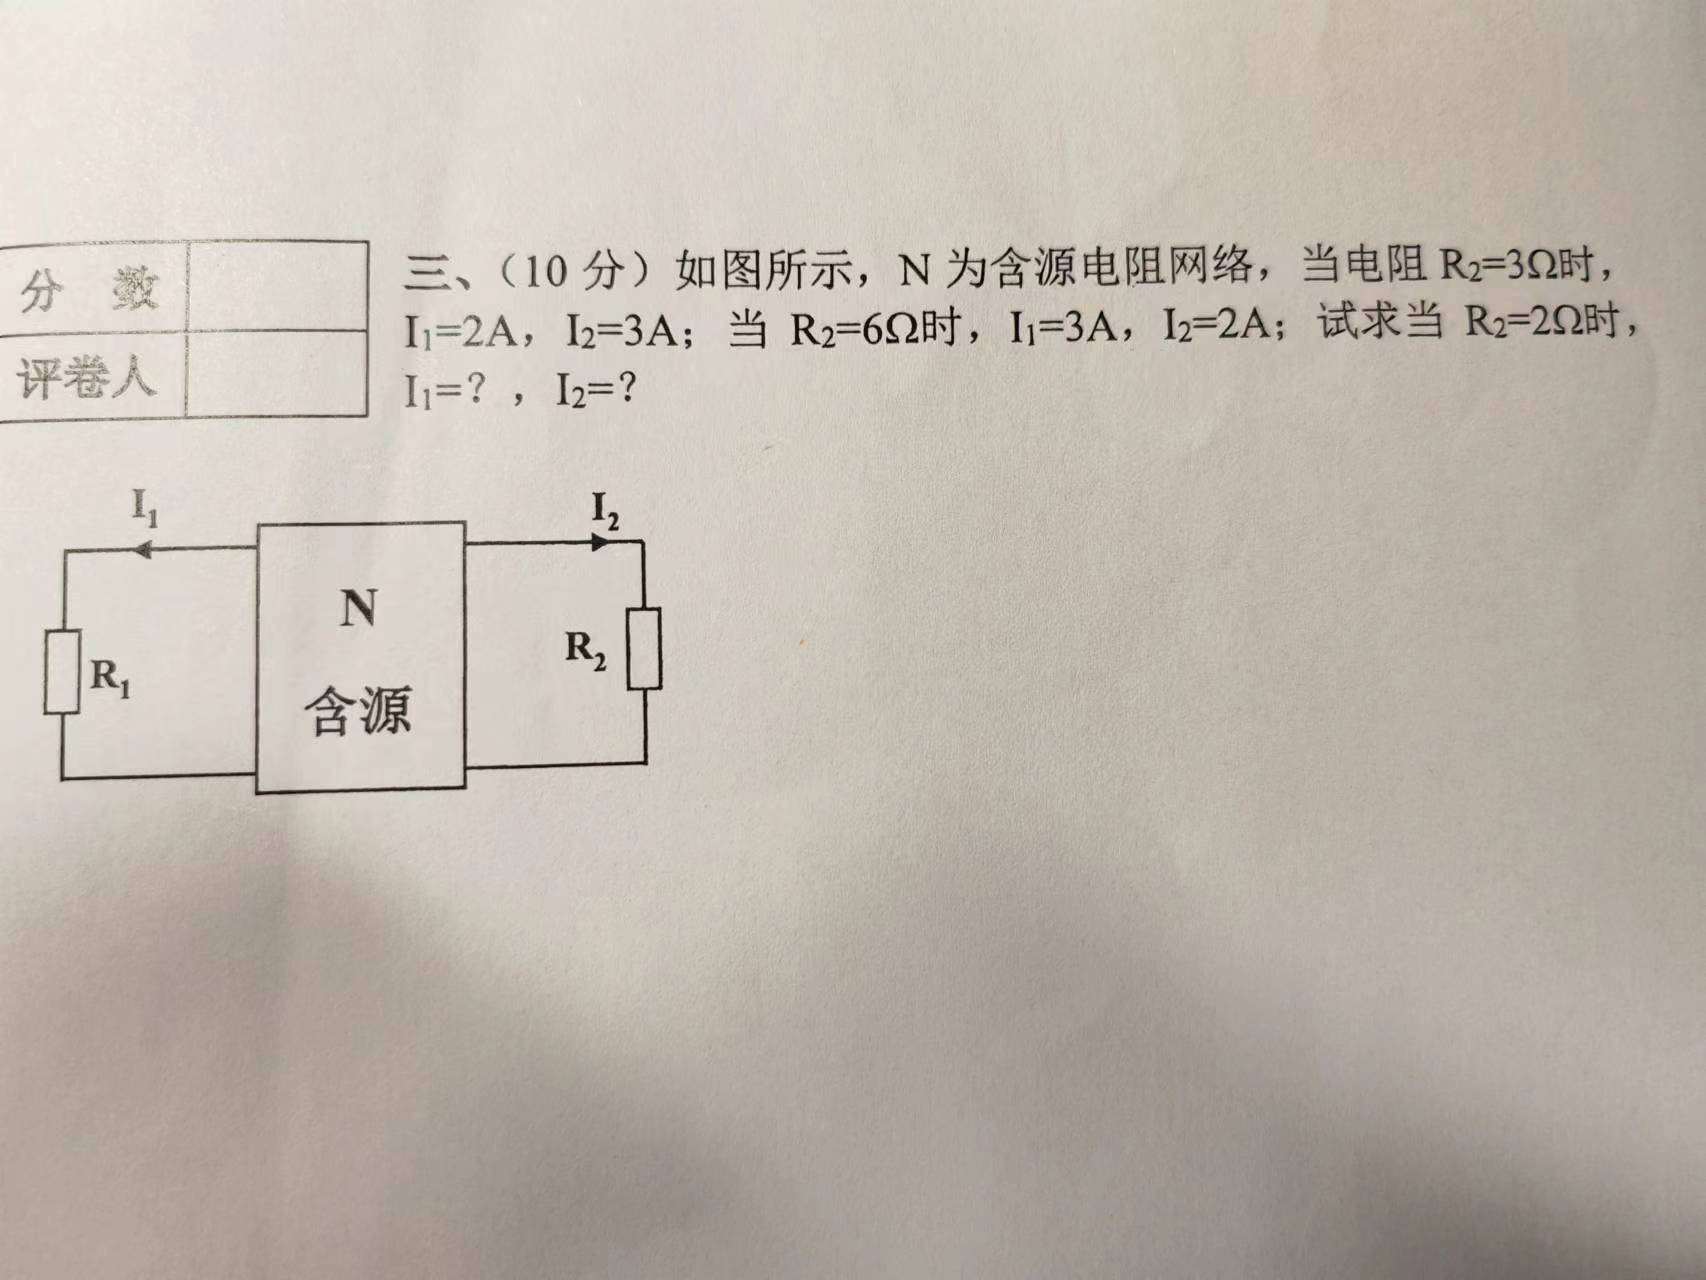 分 数
评卷人
三、（10 分）如图所示，N 为含源电阻网络，当电阻 R₂=3Ω时，
I₁=2A，I₂=3A；当 R₂=6Ω时，I₁=3A，I₂=2A；试求当 R₂=2Ω时，
I₁=？，I₂=？
I₁
I₂
N
R₂
R₁
含源